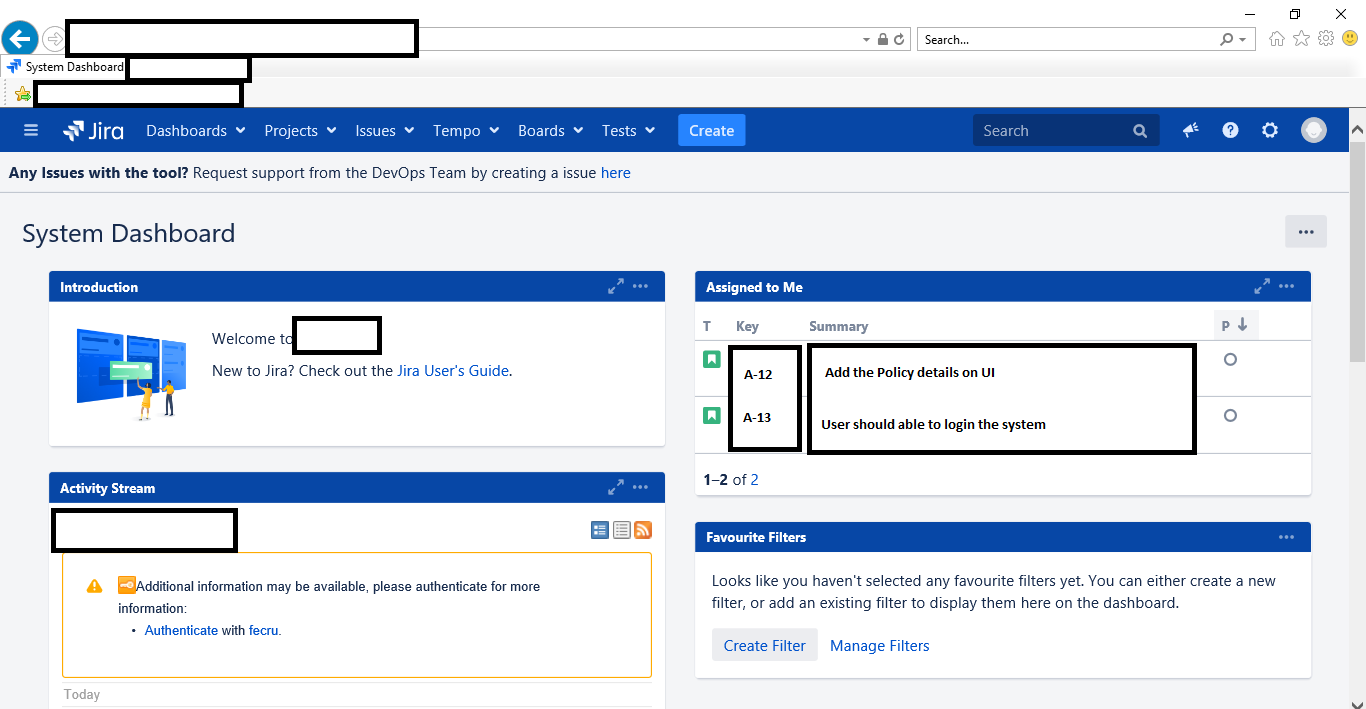 Search...
System Dashboard
Jira Dashboards Projects Issues Tempo Boards Tests Create Search
Any Issues with the tool? Request support from the DevOps Team by creating a issue here
System Dashboard
Introduction
Welcome to
New to Jira? Check out the Jira User's Guide.
Activity Stream
Additional information may be available, please authenticate for more
information:
• Authenticate with fecru.
Today
Assigned to Me
T Key Summary P
A-12 Add the Policy details on UI
A-13 User should able to login the system
1–2 of 2
Favourite Filters
Looks like you haven't selected any favourite filters yet. You can either create a new
filter, or add an existing filter to display them here on the dashboard.
Create Filter Manage Filters